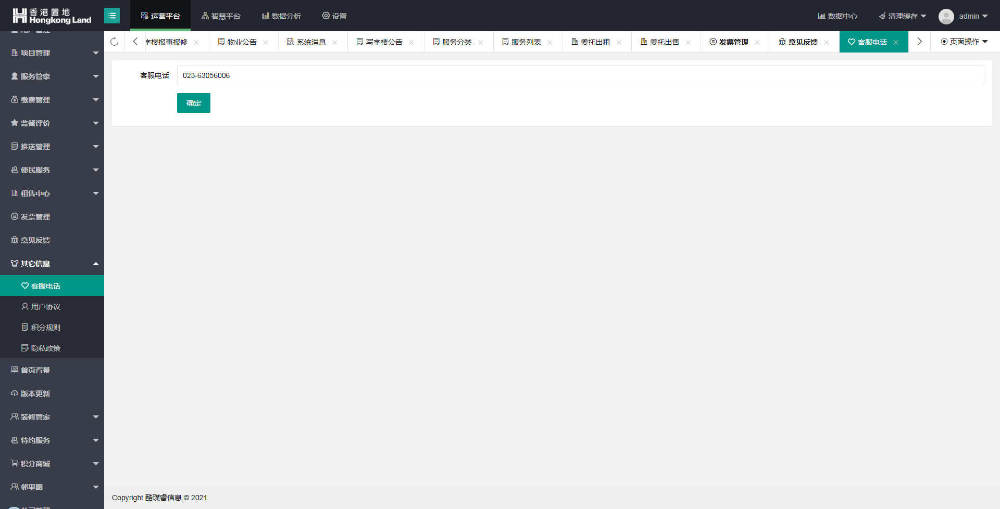 香港置地
Hongkong Land
运营平台
智慧平台
数据分析
设置
数据中心
清理缓存
admin
字楼报事报修
物业公告
系统消息
写字楼公告
服务分类
服务列表
委托出租
委托出售
发票管理
意见反馈
客服电话
页面操作
项目管理
服务管家
缴费管理
监督评价
推送管理
便民服务
租售中心
发票管理
意见反馈
其它信息
客服电话
用户协议
积分规则
隐私政策
首页背景
版本更新
装修管家
特约服务
积分商城
邻里圈
客服电话
023-63056006
确定
Copyright 酷璞睿信息 © 2021